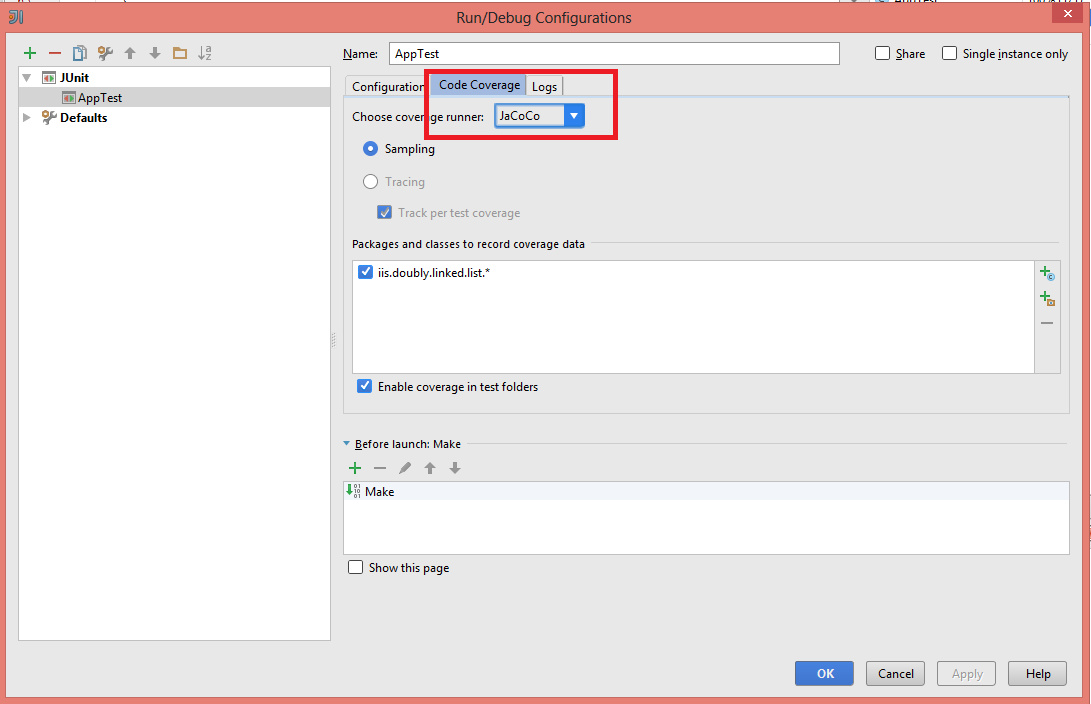 Run/Debug Configurations
Name: AppTest
Share
Single instance only
JUnit
AppTest
Defaults
Configuration
Code Coverage
Logs
Choose coverage runner: JaCoCo
Sampling
Tracing
Track per test coverage
Packages and classes to record coverage data
iis.doubly.linked.list.*
Enable coverage in test folders
Before launch: Make
Make
Show this page
OK
Cancel
Apply
Help